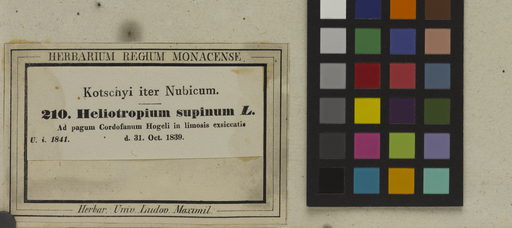 HERBARIUM REGIUM MONACENSE.
Kotschyi iter Nubicum.
210. Heliotropium supinum L.
Ad pagum Cordofanum Hogeli in limosis exsiccatis
U. i. 1841. d. 31. Oct. 1839.
Herbar. Univ. Ludov. Maximil.